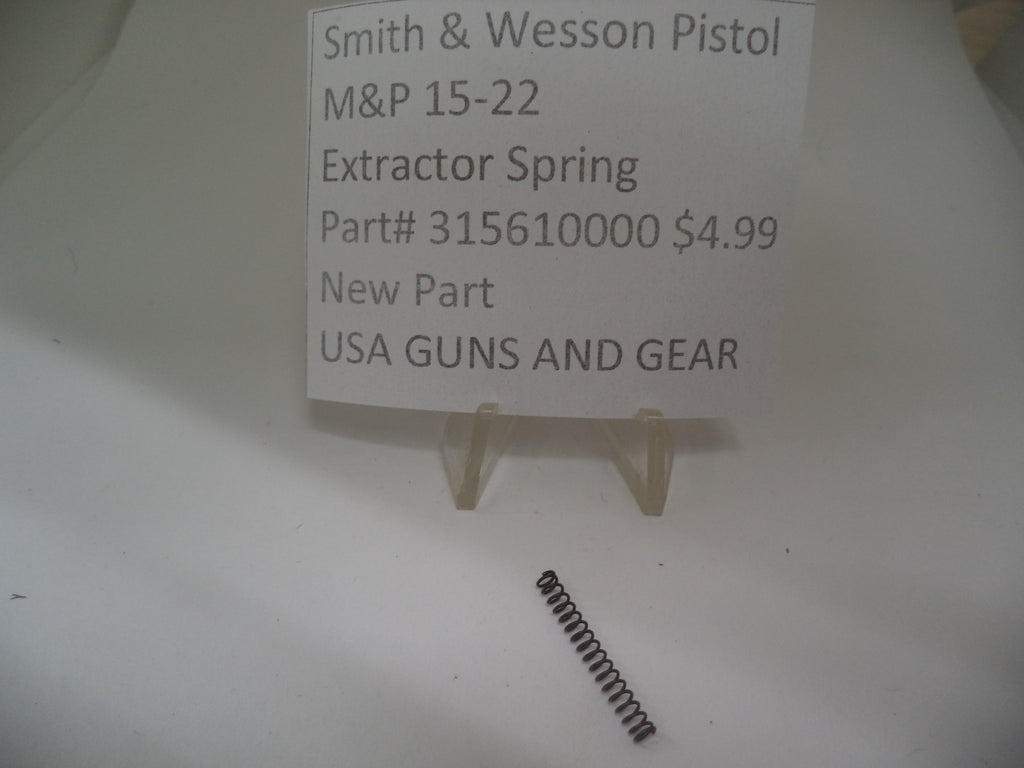 Smith & Wesson Pistol
M&P 15-22
Extractor Spring
Part# 315610000 $4.99
New Part
USA GUNS AND GEAR